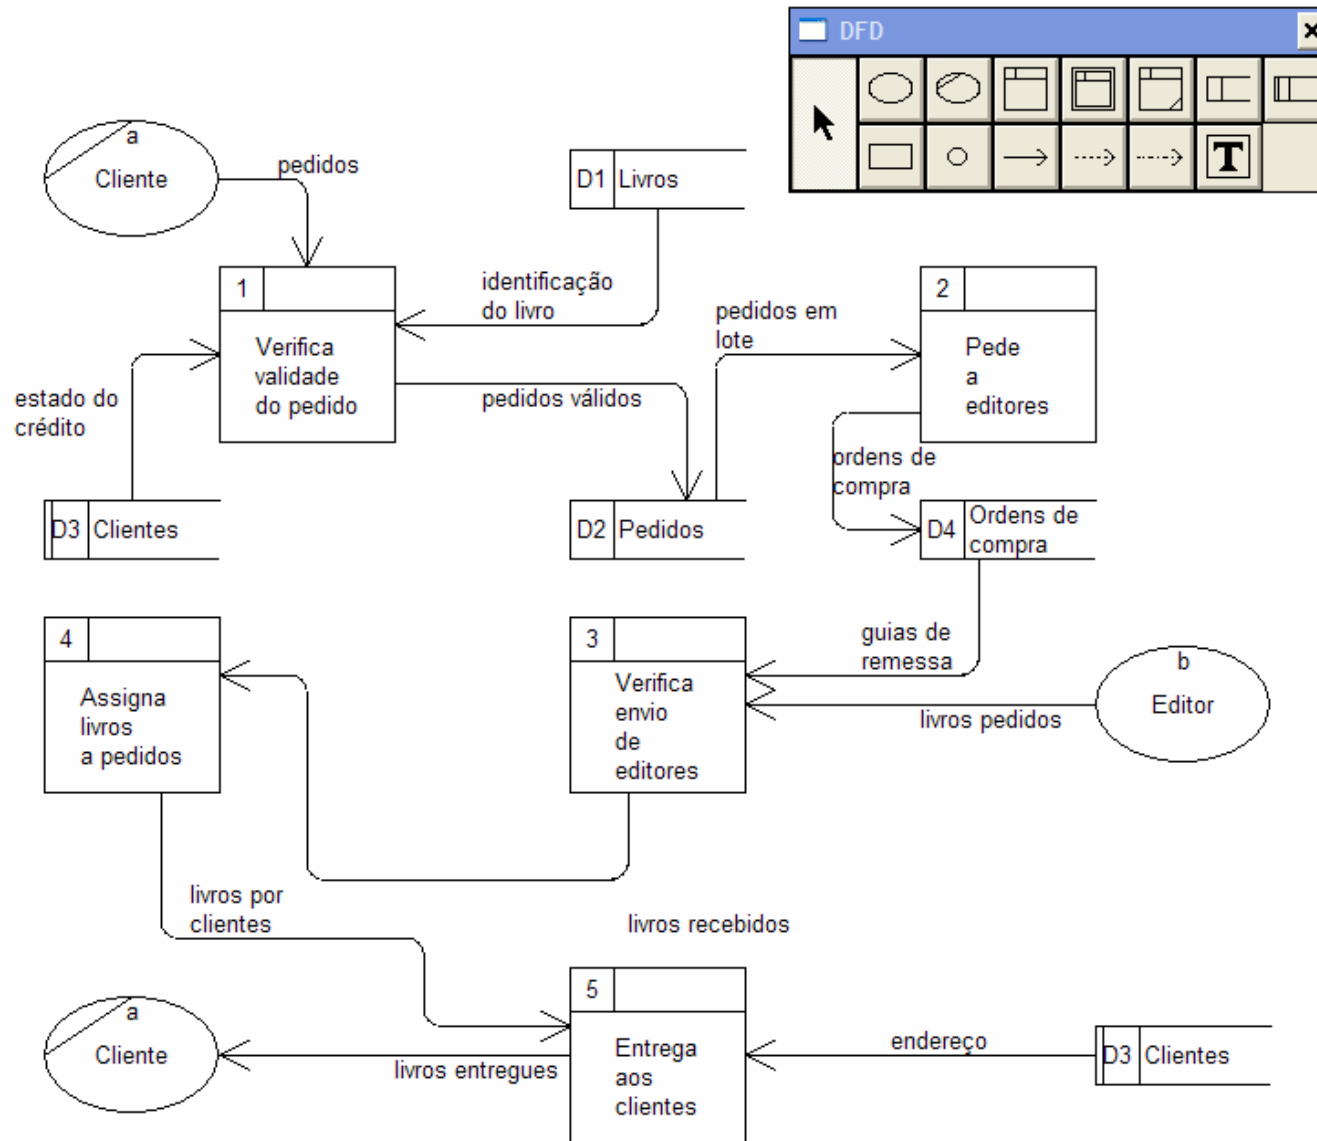 DFD
T
a
Cliente
pedidos
D1 Livros
1
identificação
do livro
2
pedidos em
lote
Verifica
validade
do pedido
Pede
a
editores
estado do
crédito
pedidos válidos
ordens de
compra
D3 Clientes
D2 Pedidos
D4 Ordens de
compra
4
3
guias de
remessa
b
Editor
Assigna
livros
a pedidos
Verifica
envio
de
editores
livros pedidos
livros por
clientes
livros recebidos
5
a
Cliente
livros entregues
Entrega
aos
clientes
endereço
D3 Clientes